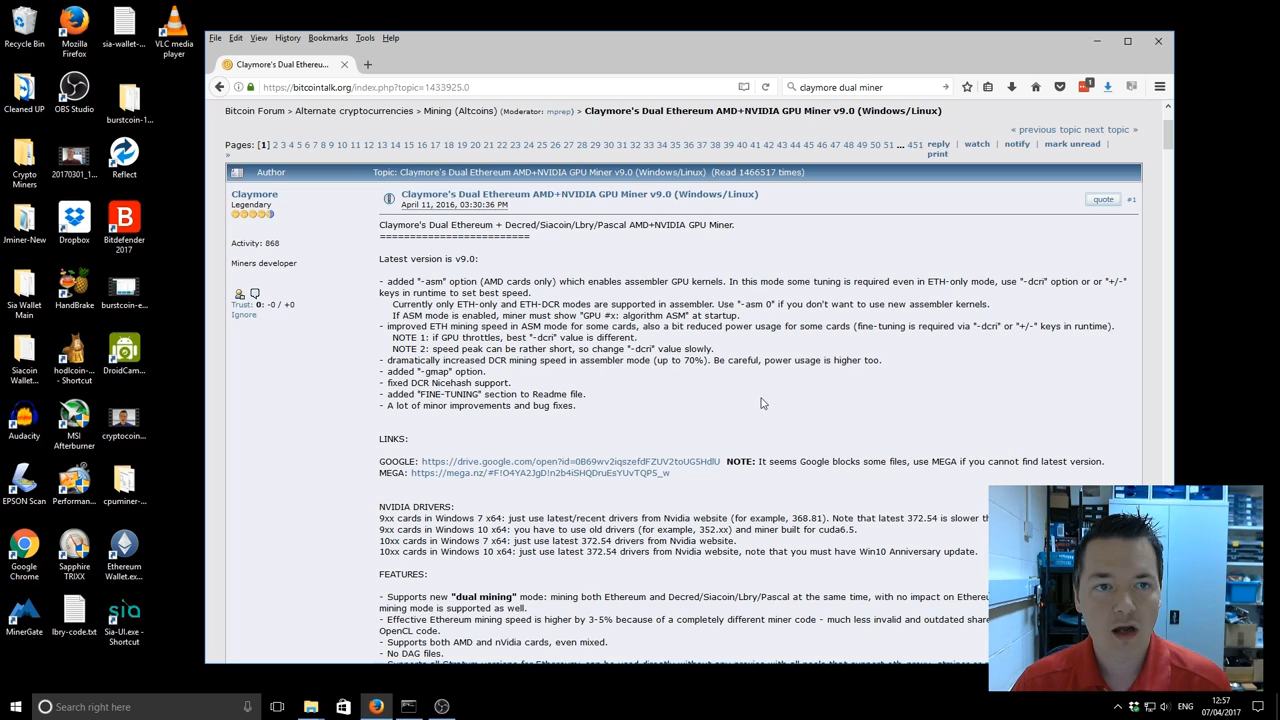 File Edit View History Bookmarks Tools Help
Claymore's Dual Ethereu...
https://bitcointalk.org/index.php?topic=1433925.0
claymore dual miner
Bitcoin Forum > Alternate cryptocurrencies > Mining (Altcoins) (Moderator: mprep) > Claymore's Dual Ethereum AMD+NVIDIA GPU Miner v9.0 (Windows/Linux)
« previous topic next topic »
Pages: [1] 2 3 4 5 6 7 8 9 10 11 12 13 14 15 16 17 18 19 20 21 22 23 24 25 26 27 28 29 30 31 32 33 34 35 36 37 38 39 40 41 42 43 44 45 46 47 48 49 50 51 ... 451
»
reply watch notify mark unread
print
Author Topic: Claymore's Dual Ethereum AMD+NVIDIA GPU Miner v9.0 (Windows/Linux) (Read 1466517 times)
Claymore
Legendary
Activity: 868
Miners developer
Trust: 0: -0 / +0
Ignore
Claymore's Dual Ethereum AMD+NVIDIA GPU Miner v9.0 (Windows/Linux)
April 11, 2016, 03:30:36 PM
quote #1
Claymore's Dual Ethereum + Decred/Siacoin/Lbry/Pascal AMD+NVIDIA GPU Miner.
=========================
Latest version is v9.0:
- added "-asm" option (AMD cards only) which enables assembler GPU kernels. In this mode some tuning is required even in ETH-only mode, use "-dcri" option or or "+/-"
keys in runtime to set best speed.
Currently only ETH-only and ETH-DCR modes are supported in assembler. Use "-asm 0" if you don't want to use new assembler kernels.
If ASM mode is enabled, miner must show "GPU #x: algorithm ASM" at startup.
- improved ETH mining speed in ASM mode for some cards, also a bit reduced power usage for some cards (fine-tuning is required via "-dcri" or "+/-" keys in runtime).
NOTE 1: if GPU throttles, best "-dcri" value is different.
NOTE 2: speed peak can be rather short, so change "-dcri" value slowly.
- dramatically increased DCR mining speed in assembler mode (up to 70%). Be careful, power usage is higher too.
- added "-gmap" option.
- fixed DCR Nicehash support.
- added "FINE-TUNING" section to Readme file.
- A lot of minor improvements and bug fixes.
LINKS:
GOOGLE: https://drive.google.com/open?id=0B69wv2iqszefdFZUV2toUG5HdlU NOTE: It seems Google blocks some files, use MEGA if you cannot find latest version.
MEGA: https://mega.nz/#F!O4YA2JgD!n2b4iSHQDruEsYUvTQP5_w
NVIDIA DRIVERS:
9xx cards in Windows 7 x64: just use latest/recent drivers from Nvidia website (for example, 368.81). Note that latest 372.54 is slower th
9xx cards in Windows 10 x64: you have to use old drivers (for example, 352.xx) and miner built for cuda6.5.
10xx cards in Windows 7 x64: just use latest 372.54 drivers from Nvidia website.
10xx cards in Windows 10 x64: just use latest 372.54 drivers from Nvidia website, note that you must have Win10 Anniversary update.
FEATURES:
- Supports new "dual mining" mode: mining both Ethereum and Decred/Siacoin/Lbry/Pascal at the same time, with no impact on Ethereu
mining mode is supported as well.
- Effective Ethereum mining speed is higher by 3-5% because of a completely different miner code - much less invalid and outdated share
OpenCL code.
- Supports both AMD and nVidia cards, even mixed.
- No DAG files.
Recycle Bin
Mozilla
Firefox
sia-wallet-...
VLC media
player
Cleaned UP
OBS Studio
burstcoin-1...
Crypto
Miners
20170301_1...
Reflect
Jminer-New
Dropbox
Bitdefender
2017
Sia Wallet
Main
HandBrake
burstcoin-e...
Siacoin
Wallet...
hodlcoin-...
- Shortcut
DroidCam...
Audacity
MSI
Afterburner
cryptocoin...
EPSON Scan
Performan...
cpuminer-...
Google
Chrome
Sapphire
TRIXX
Ethereum
Wallet.ex...
MinerGate
lbry-code.txt
Sia-UI.exe -
Shortcut
Search right here
ENG
12:57
07/04/2017